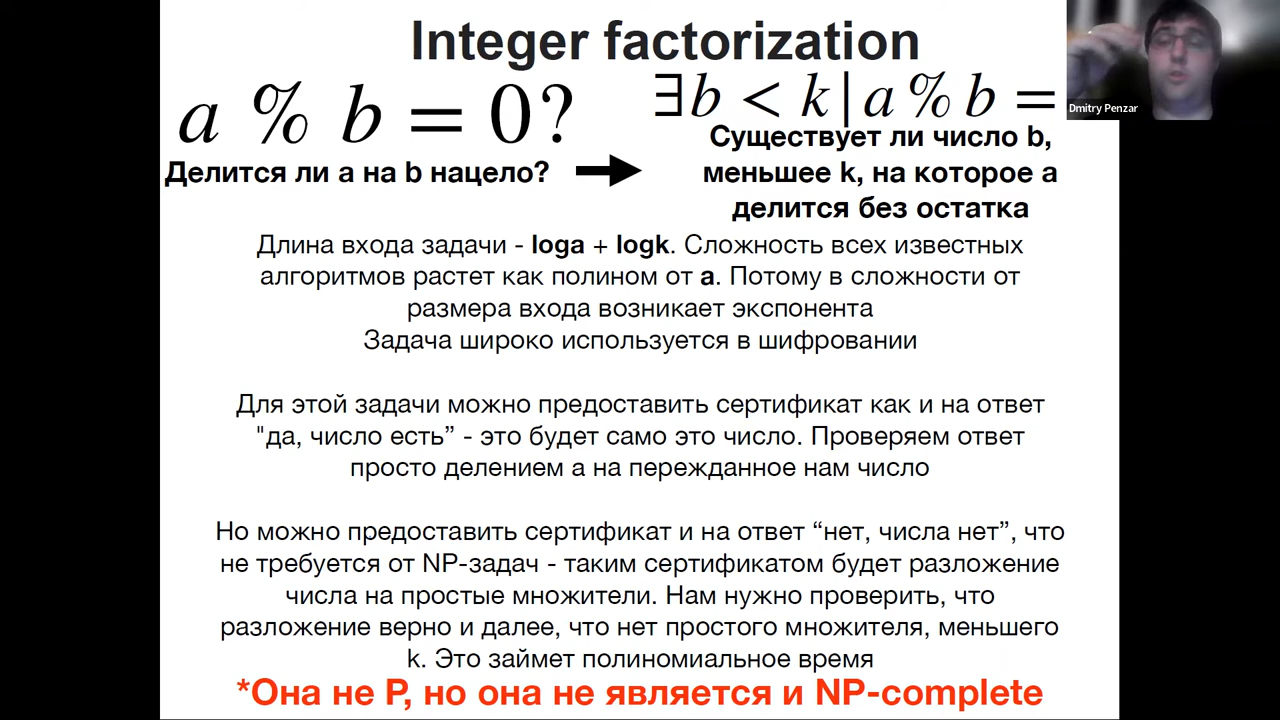 Integer factorization
a % b = 0?
∃b < k | a % b =
Делится ли a на b нацело?
Существует ли число b,
меньшее k, на которое a
делится без остатка
Dmitry Penzar
Длина входа задачи - loga + logk. Сложность всех известных
алгоритмов растет как полином от a. Потому в сложности от
размера входа возникает экспонента
Задача широко используется в шифровании
Для этой задачи можно предоставить сертификат как и на ответ
"да, число есть” - это будет само это число. Проверяем ответ
просто делением a на пережданное нам число
Но можно предоставить сертификат и на ответ “нет, числа нет”, что
не требуется от NP-задач - таким сертификатом будет разложение
числа на простые множители. Нам нужно проверить, что
разложение верно и далее, что нет простого множителя, меньшего
k. Это займет полиномиальное время
*Она не P, но она не является и NP-complete